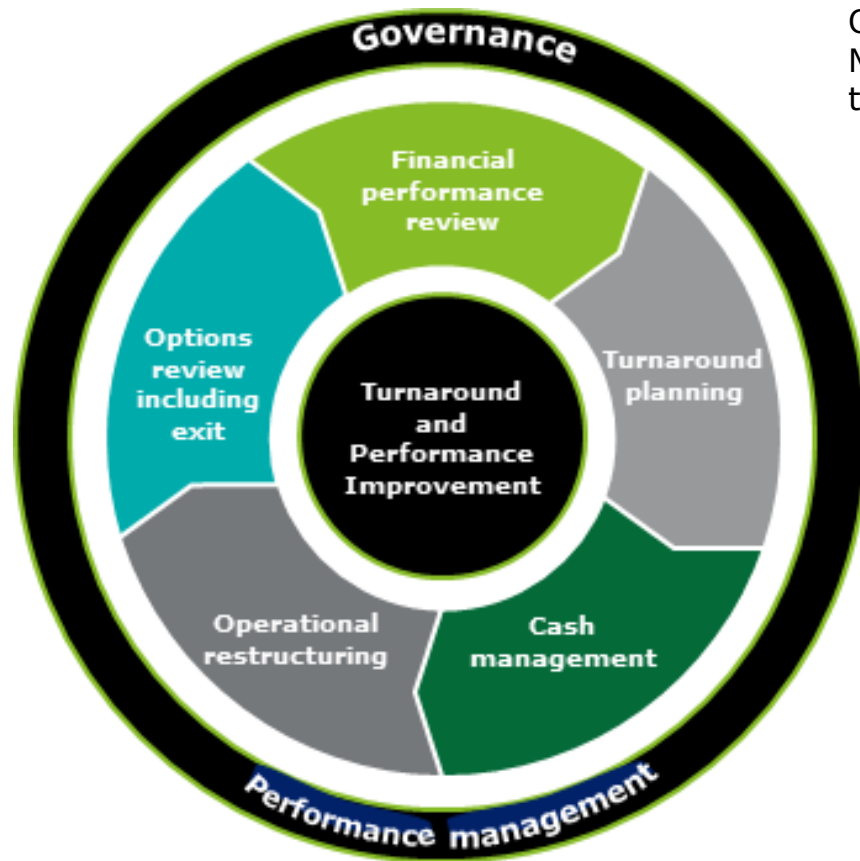 Governance
Financial
performance
review
Turnaround
planning
Cash
management
Operational
restructuring
Options
review
including
exit
Turnaround
and
Performance
Improvement
Performance management